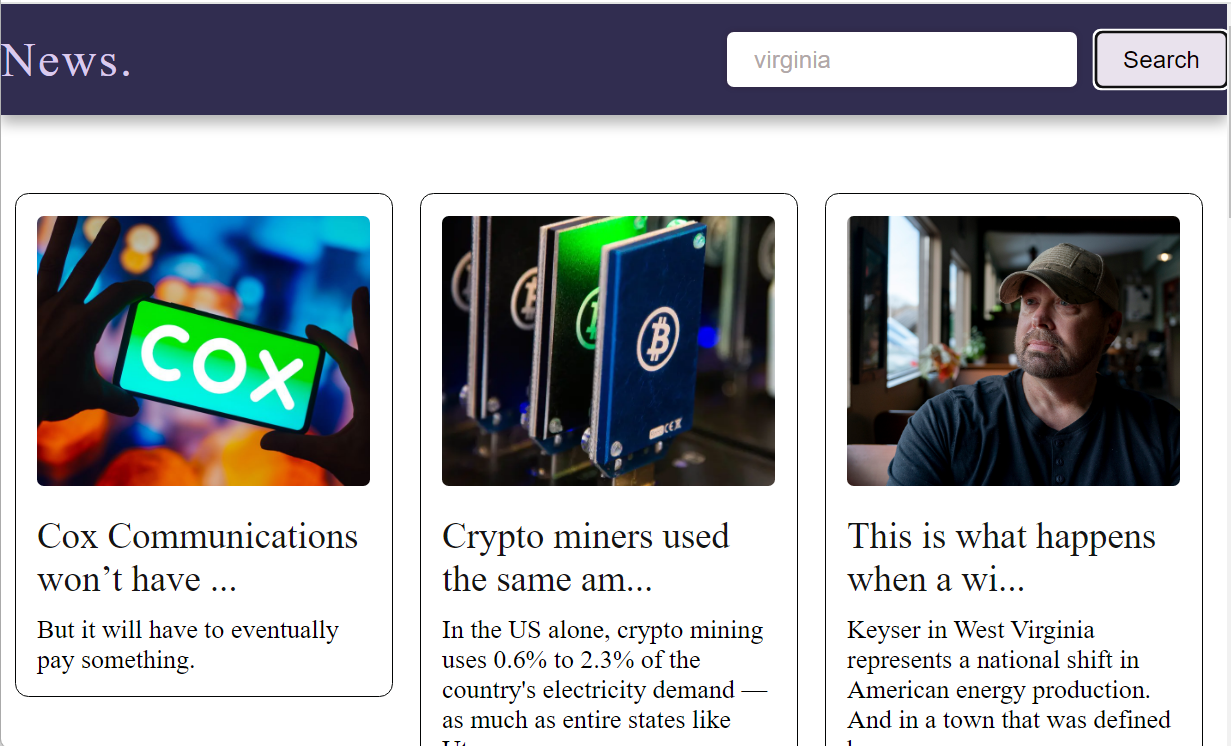 News.
virginia
Search
COX
Cox Communications
won’t have ...
But it will have to eventually
pay something.
Crypto miners used
the same am...
In the US alone, crypto mining
uses 0.6% to 2.3% of the
country's electricity demand —
as much as entire states like
This is what happens
when a wi...
Keyser in West Virginia
represents a national shift in
American energy production.
And in a town that was defined